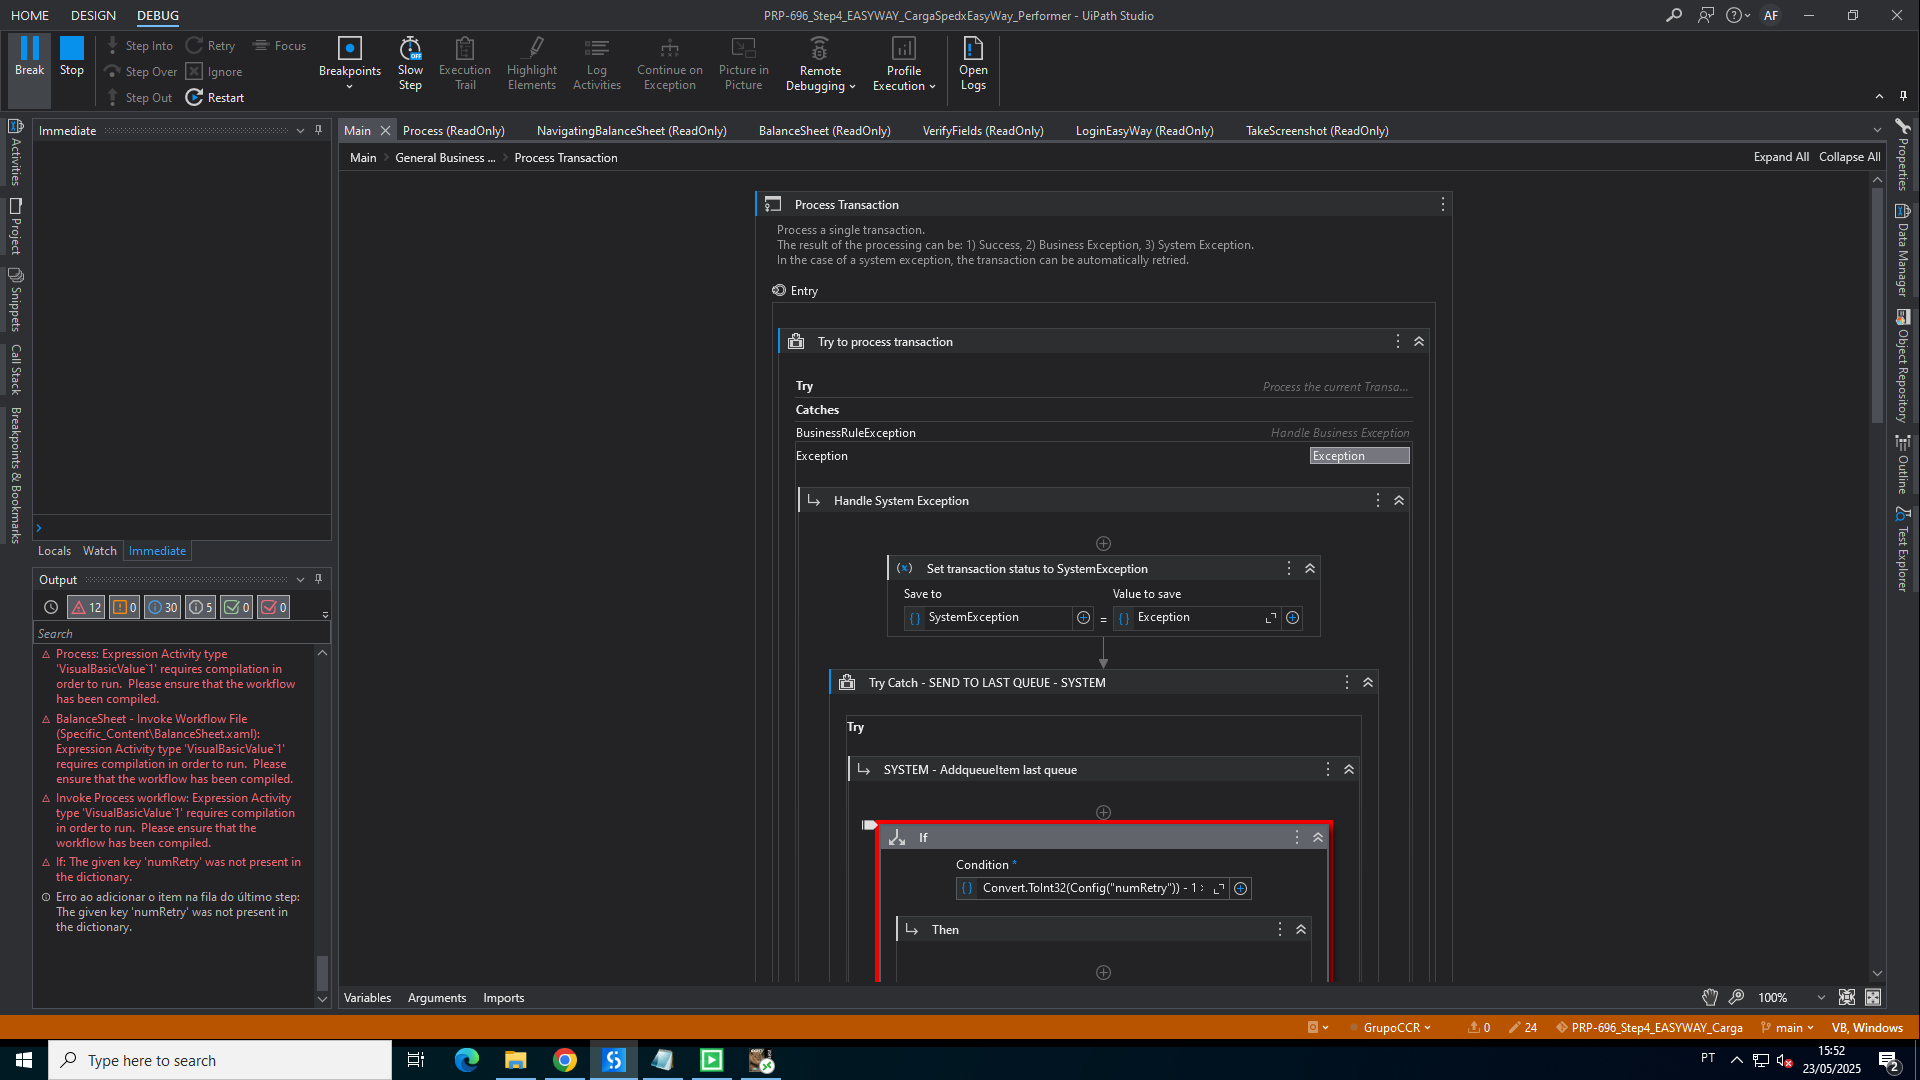 HOME
DESIGN
DEBUG
PRP-696_Step4_EASYWAY_CargaSpedxEasyWay_Performer - UiPath Studio
AF
Break
Stop
Step Into
Retry
Focus
Step Over
Ignore
Step Out
Restart
Breakpoints
Slow
Step
Execution
Trail
Highlight
Elements
Log
Activities
Continue on
Exception
Picture in
Picture
Remote
Debugging
Profile
Execution
Open
Logs
Activities
Project
Snippets
Call Stack
Breakpoints & Bookmarks
Immediate
Locals
Watch
Immediate
Output
12
0
30
5
0
0
Search
Process: Expression Activity type
'VisualBasicValue`1' requires compilation in
order to run.  Please ensure that the workflow
has been compiled.
BalanceSheet - Invoke Workflow File
(Specific_Content\BalanceSheet.xaml):
Expression Activity type 'VisualBasicValue`1'
requires compilation in order to run.  Please
ensure that the workflow has been compiled.
Invoke Process workflow: Expression Activity
type 'VisualBasicValue`1' requires compilation
in order to run.  Please ensure that the
workflow has been compiled.
If: The given key 'numRetry' was not present in
the dictionary.
Erro ao adicionar o item na fila do último step:
The given key 'numRetry' was not present in
the dictionary.
Main
Process (ReadOnly)
NavigatingBalanceSheet (ReadOnly)
BalanceSheet (ReadOnly)
VerifyFields (ReadOnly)
LoginEasyWay (ReadOnly)
TakeScreenshot (ReadOnly)
Main
General Business ...
Process Transaction
Expand All
Collapse All
Process Transaction
Process a single transaction.
The result of the processing can be: 1) Success, 2) Business Exception, 3) System Exception.
In the case of a system exception, the transaction can be automatically retried.
Entry
Try to process transaction
Try
Process the current Transa...
Catches
BusinessRuleException
Handle Business Exception
Exception
Exception
Handle System Exception
Set transaction status to SystemException
Save to
Value to save
SystemException
=
Exception
Try Catch - SEND TO LAST QUEUE - SYSTEM
Try
SYSTEM - AddqueueItem last queue
If
Condition *
Convert.ToInt32(Config("numRetry")) - 1
Then
Variables
Arguments
Imports
100%
Properties
Data Manager
Object Repository
Outline
Test Explorer
GrupoCCR
0
24
PRP-696_Step4_EASYWAY_Carga
main
VB, Windows
Type here to search
PT
15:52
23/05/2025
2